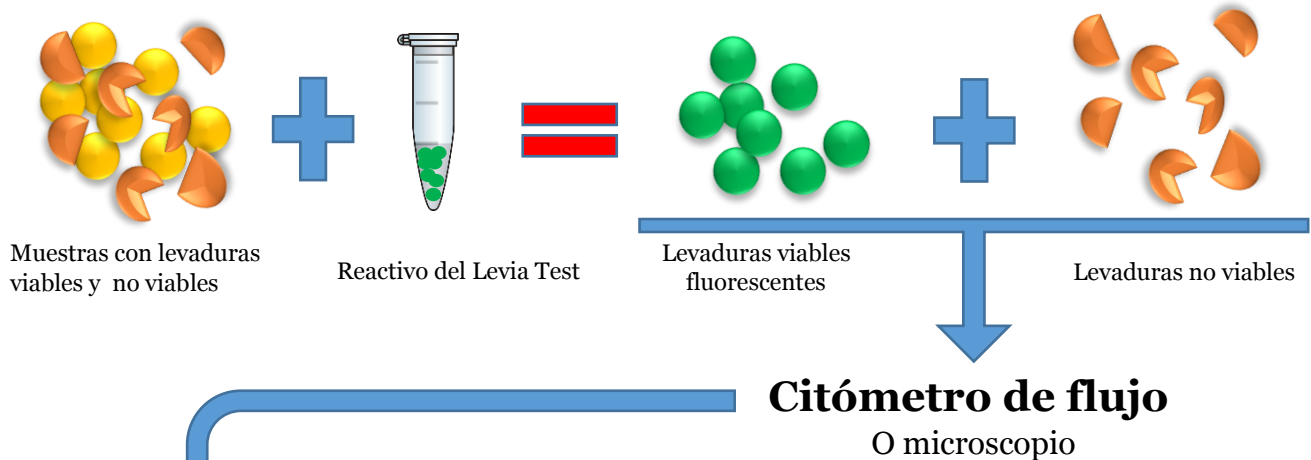 Muestras con levaduras
viables y no viables
Reactivo del Levia Test
Levaduras viables
fluorescentes
Levaduras no viables
Citómetro de flujo
O microscopio